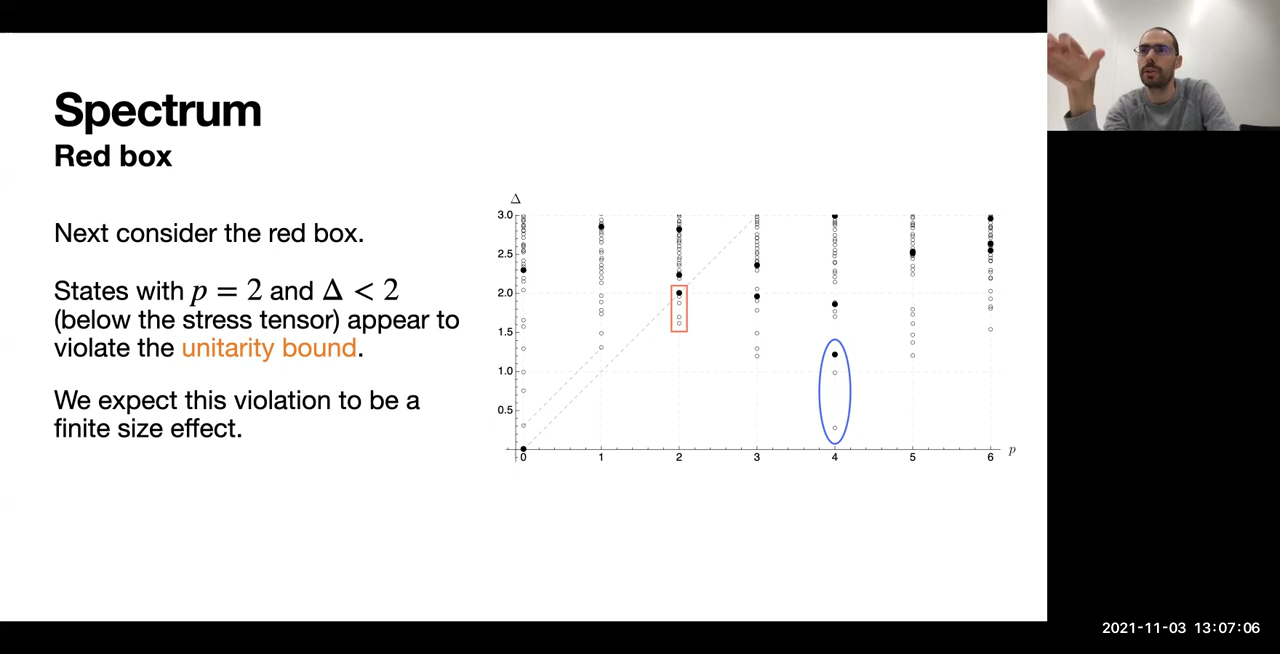 Spectrum
Red box
Next consider the red box.
States with p = 2 and Δ < 2
(below the stress tensor) appear to
violate the unitarity bound.
We expect this violation to be a
finite size effect.
Δ
3.0
2.5
2.0
1.5
1.0
0.5
0 1 2 3 4 5 6 p
2021-11-03 13:07:06